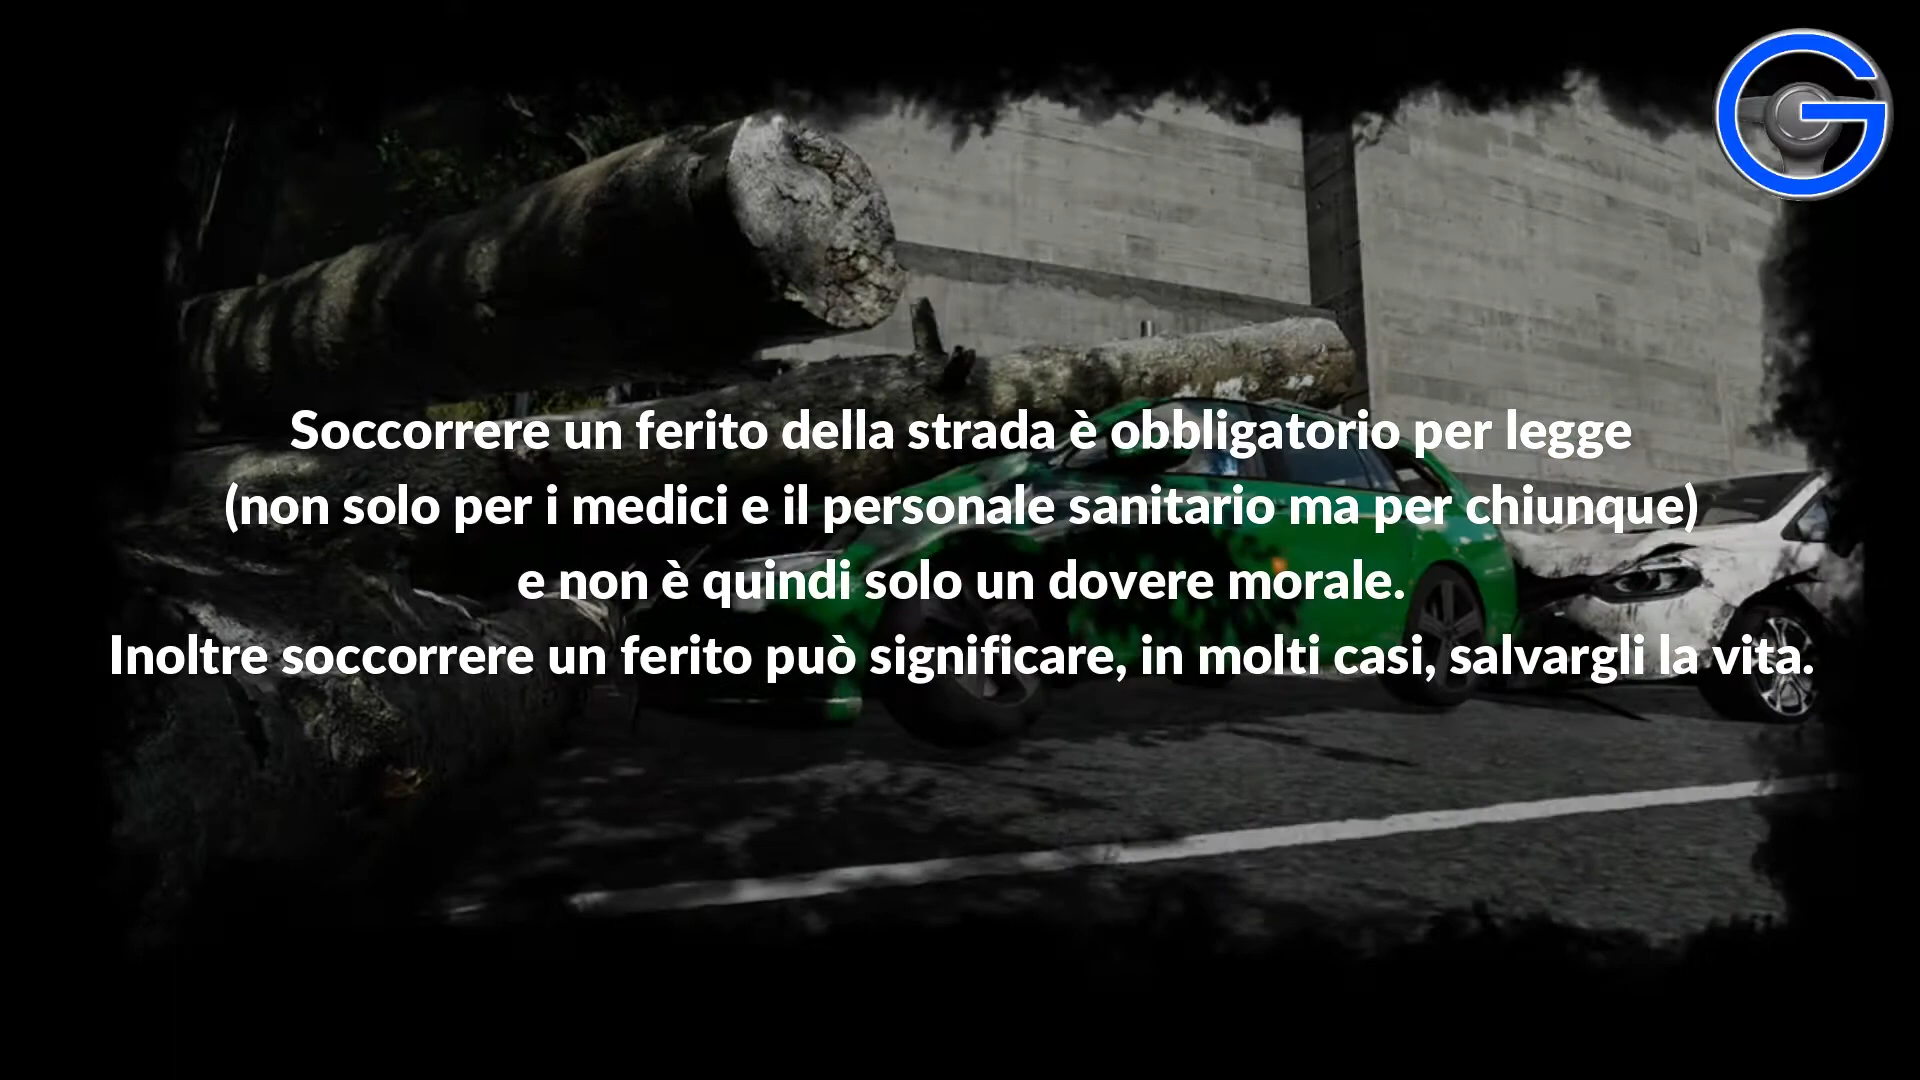 G
Soccorrere un ferito della strada è obbligatorio per legge
(non solo per i medici e il personale sanitario ma per chiunque)
e non è quindi solo un dovere morale.
Inoltre soccorrere un ferito può significare, in molti casi, salvargli la vita.